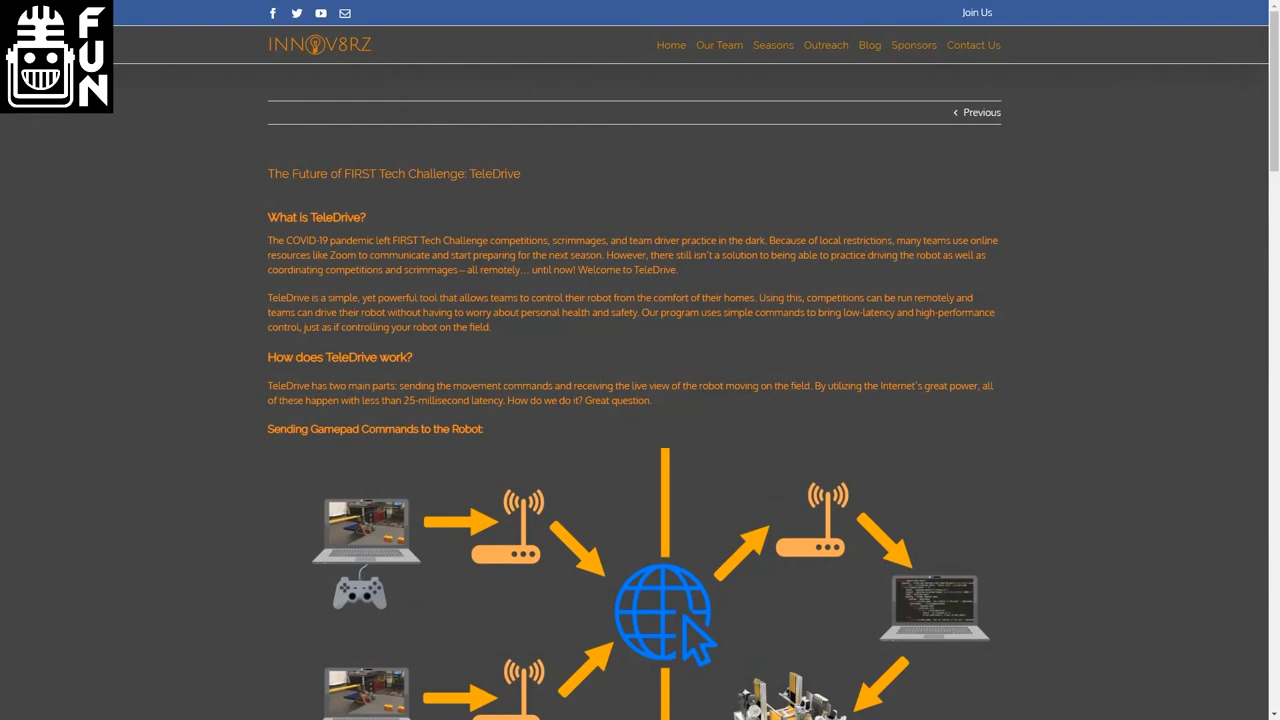 FUN
Join Us
INNOV8RZ
Home Our Team Seasons Outreach Blog Sponsors Contact Us
Previous
The Future of FIRST Tech Challenge: TeleDrive
What is TeleDrive?
The COVID-19 pandemic left FIRST Tech Challenge competitions, scrimmages, and team driver practice in the dark. Because of local restrictions, many teams use online
resources like Zoom to communicate and start preparing for the next season. However, there still isn't a solution to being able to practice driving the robot as well as
coordinating competitions and scrimmages – all remotely… until now! Welcome to TeleDrive.
TeleDrive is a simple, yet powerful tool that allows teams to control their robot from the comfort of their homes. Using this, competitions can be run remotely and
teams can drive their robot without having to worry about personal health and safety. Our program uses simple commands to bring low-latency and high-performance
control, just as if controlling your robot on the field.
How does TeleDrive work?
TeleDrive has two main parts: sending the movement commands and receiving the live view of the robot moving on the field. By utilizing the Internet's great power, all
of these happen with less than 25-millisecond latency. How do we do it? Great question.
Sending Gamepad Commands to the Robot: